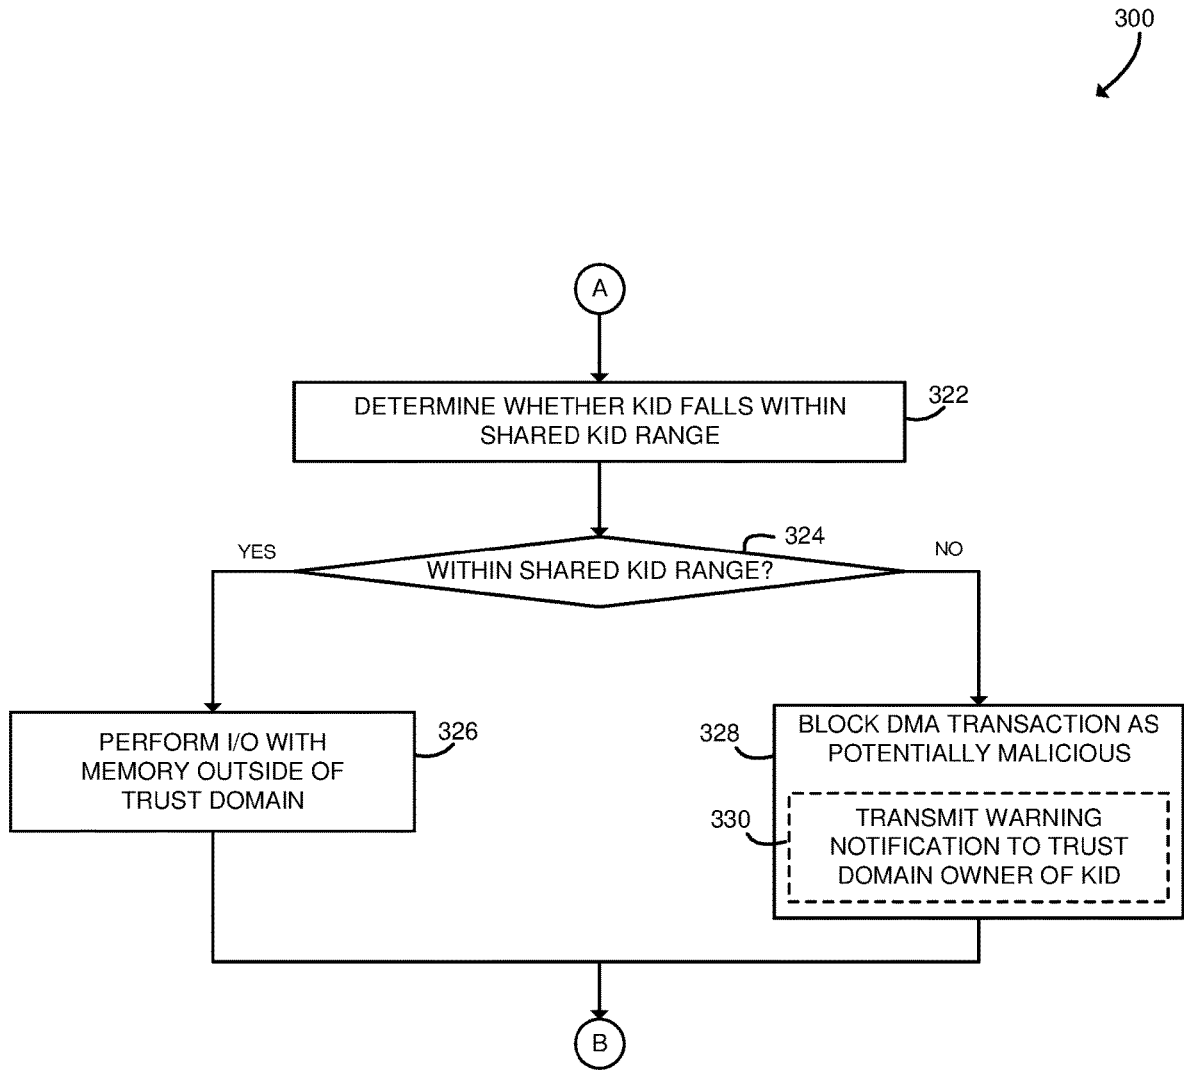 300
A
DETERMINE WHETHER KID FALLS WITHIN
SHARED KID RANGE
322
324
YES
NO
WITHIN SHARED KID RANGE?
PERFORM I/O WITH
MEMORY OUTSIDE OF
TRUST DOMAIN
326
328
BLOCK DMA TRANSACTION AS
POTENTIALLY MALICIOUS
330
TRANSMIT WARNING
NOTIFICATION TO TRUST
DOMAIN OWNER OF KID
B